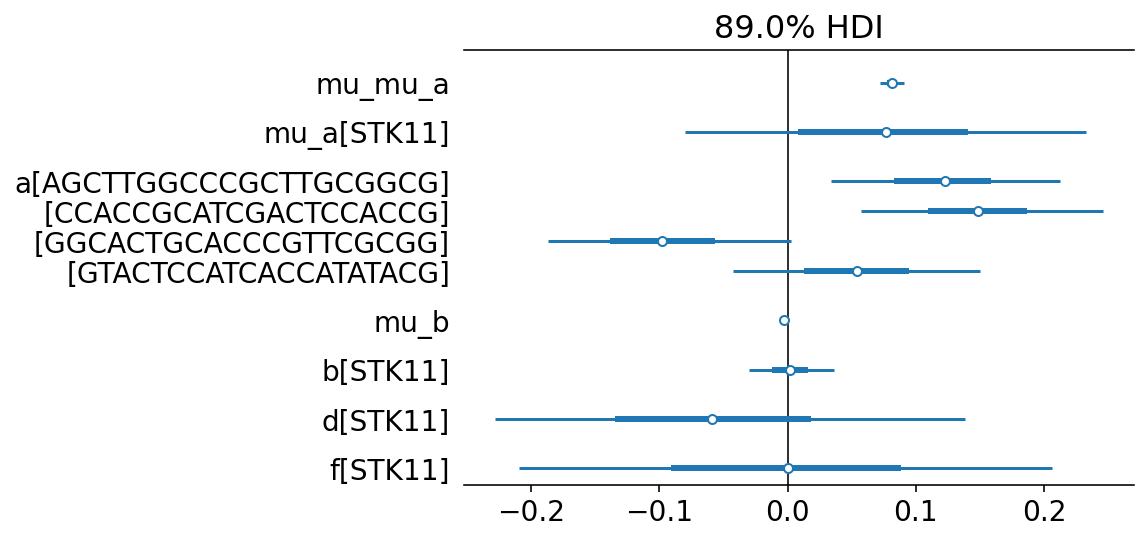 89.0% HDI
mu_mu_a
mu_a[STK11]
a[AGCTTGGCCCGCTTGCGGCG]
[CCACCGCATCGACTCCACCG]
[GGCACTGCACCCGTTCGCGG]
[GTACTCCATCACCATATACG]
mu_b
b[STK11]
d[STK11]
f[STK11]
−0.2 −0.1 0.0 0.1 0.2